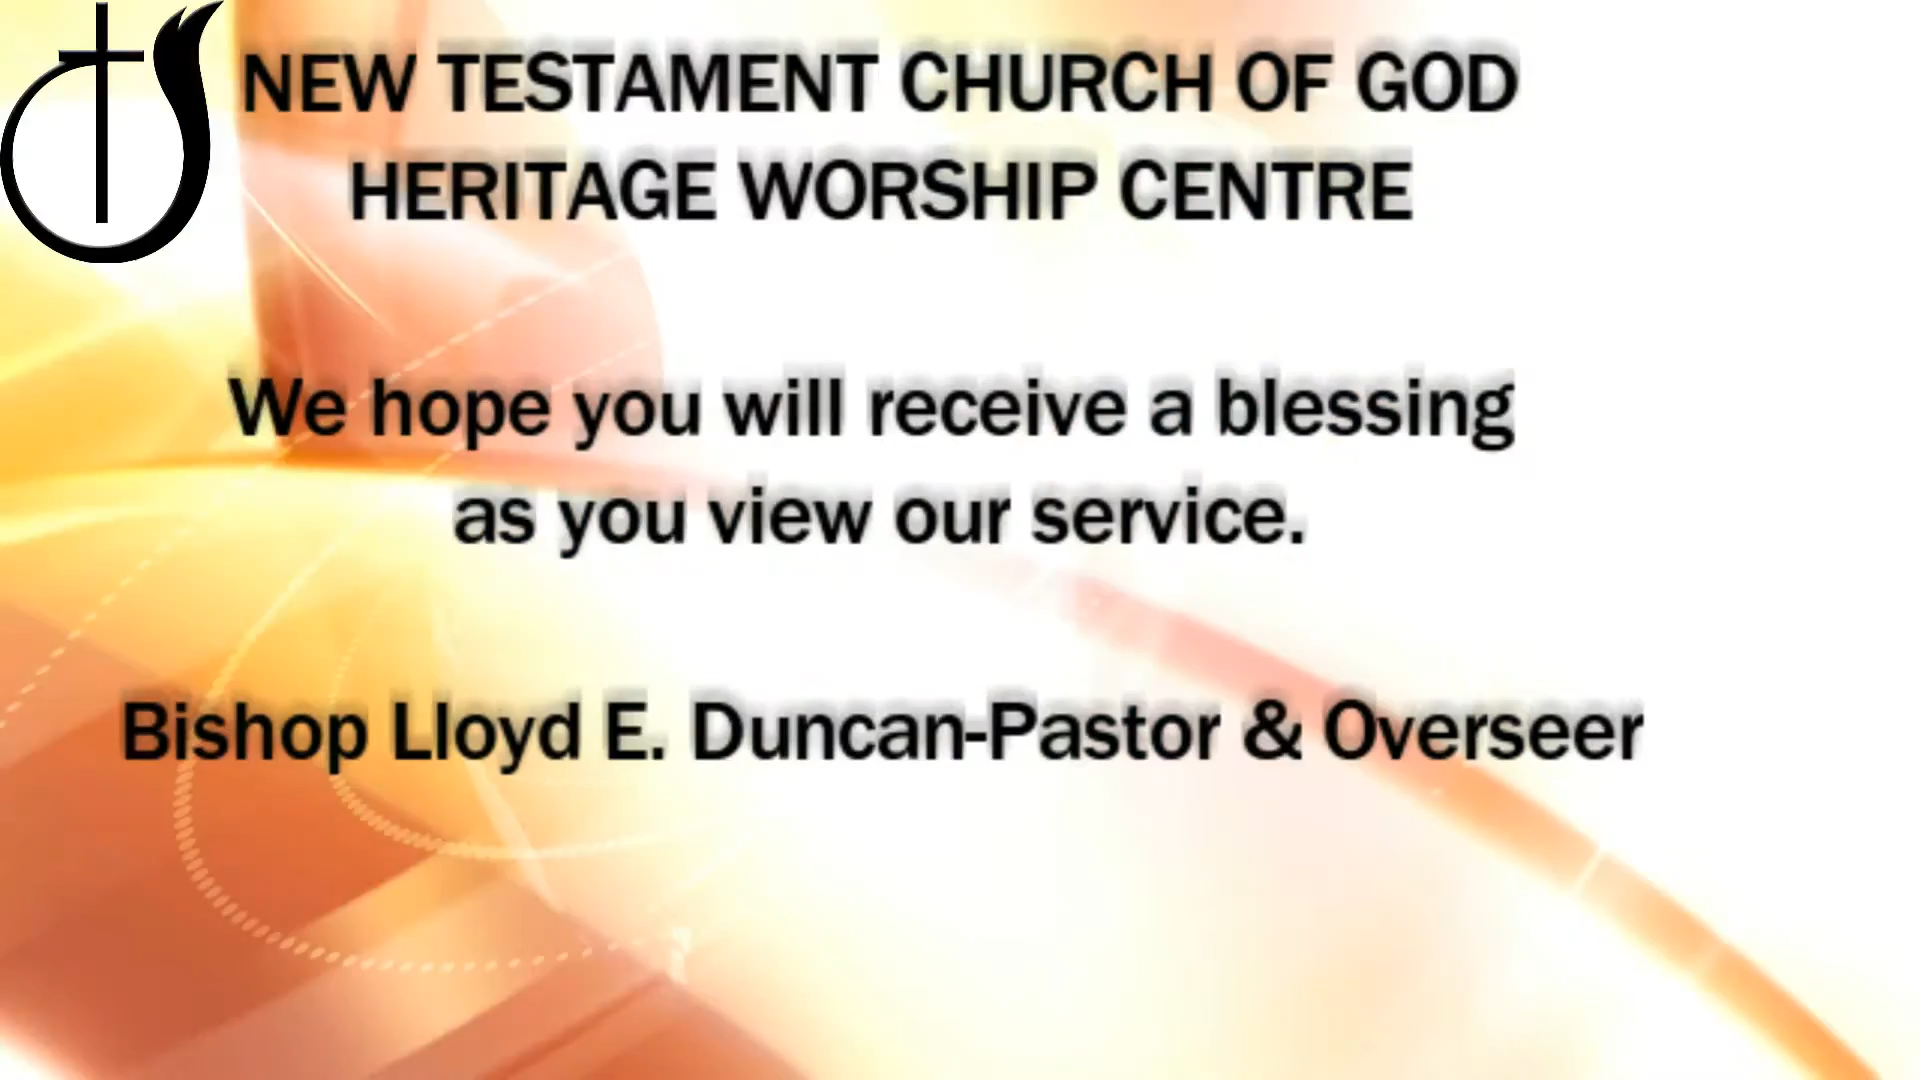 NEW TESTAMENT CHURCH OF GOD
HERITAGE WORSHIP CENTRE
We hope you will receive a blessing
as you view our service.
Bishop Lloyd E. Duncan-Pastor & Overseer